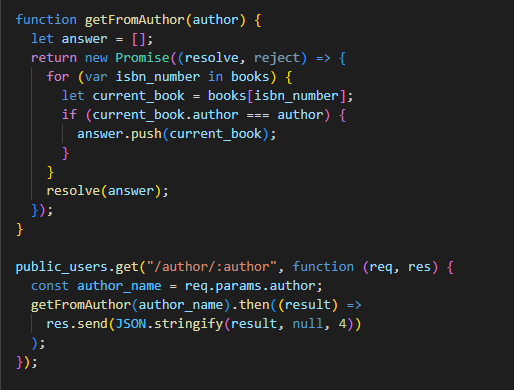 function getFromAuthor(author) {
  let answer = [];
  return new Promise((resolve, reject) => {
    for (var isbn_number in books) {
      let current_book = books[isbn_number];
      if (current_book.author === author) {
        answer.push(current_book);
      }
    }
    resolve(answer);
  });
}

public_users.get("/author/:author", function (req, res) {
  const author_name = req.params.author;
  getFromAuthor(author_name).then((result) =>
    res.send(JSON.stringify(result, null, 4))
  );
});